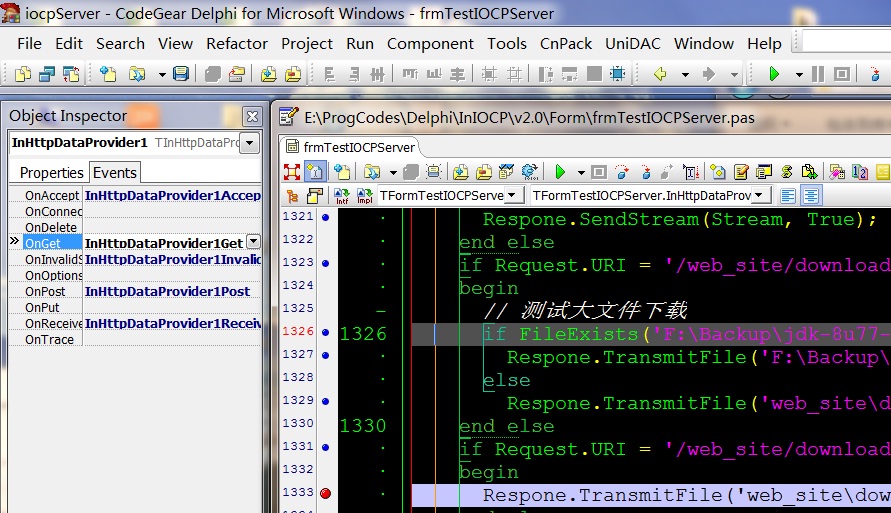 iocpServer - CodeGear Delphi for Microsoft Windows - frmTestIOCPServer
File Edit Search View Refactor Project Run Component Tools CnPack UniDAC Window Help
Object Inspector
InHttpDataProvider1 TInHttpDataPro
Properties Events
OnAccept InHttpDataProvider1Accep
OnConnec
OnDelete
OnGet InHttpDataProvider1Get
OnInvalidS InHttpDataProvider1Invalid
OnOptions
OnPost InHttpDataProvider1Post
OnPut
OnReceive InHttpDataProvider1Receiv
OnTrace
E:\ProgCodes\Delphi\InIOCP\v2.0\Form\frmTestIOCPServer.pas
frmTestIOCPServer
Intf Impl TFormTestIOCPServe TFormTestIOCPServer.InHttpDataProv
1321 Respone.SendStream(Stream, True);
1322 end else
1323 if Request.URI = '/web_site/download
1324 begin
1325 // 测试大文件下载
1326 1326 if FileExists('F:\Backup\jdk-8u77-
1327 Respone.TransmitFile('F:\Backup\
1328 else
1329 Respone.TransmitFile('web_site\d
1330 1330 end else
1331 if Request.URI = '/web_site/download
1332 begin
1333 Respone.TransmitFile('web_site\dow